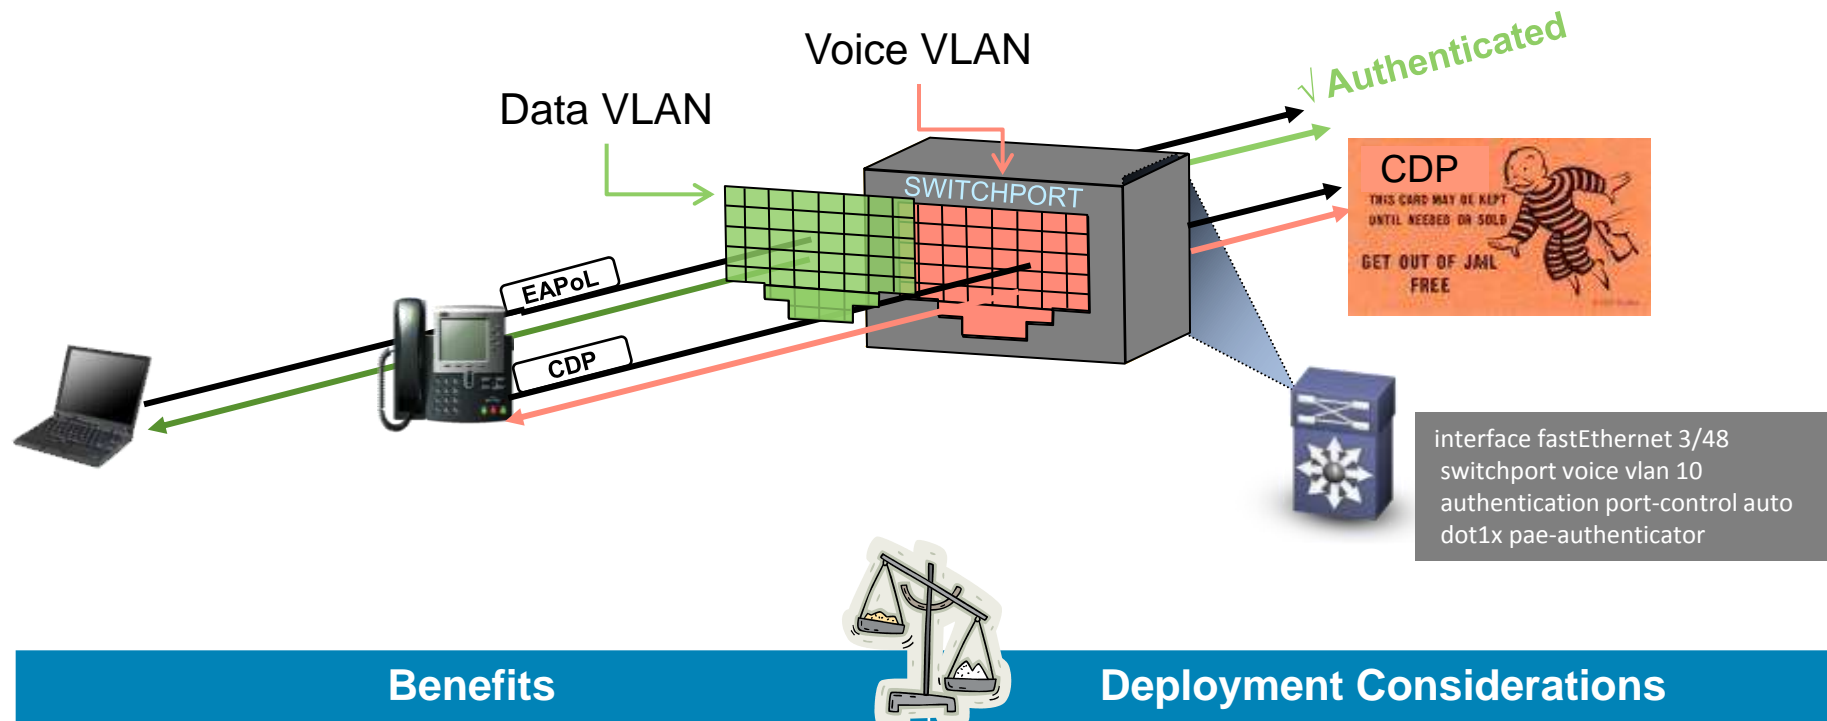 Voice VLAN
√ Authenticated
Data VLAN
CDP
SWITCHPORT
THIS CARD MAY BE KEPT
UNTIL NEEDED OR SOLD
GET OUT OF JAIL
FREE
EAPoL
CDP
interface fastEthernet 3/48
switchport voice vlan 10
authentication port-control auto
dot1x pae-authenticator
Benefits
Deployment Considerations